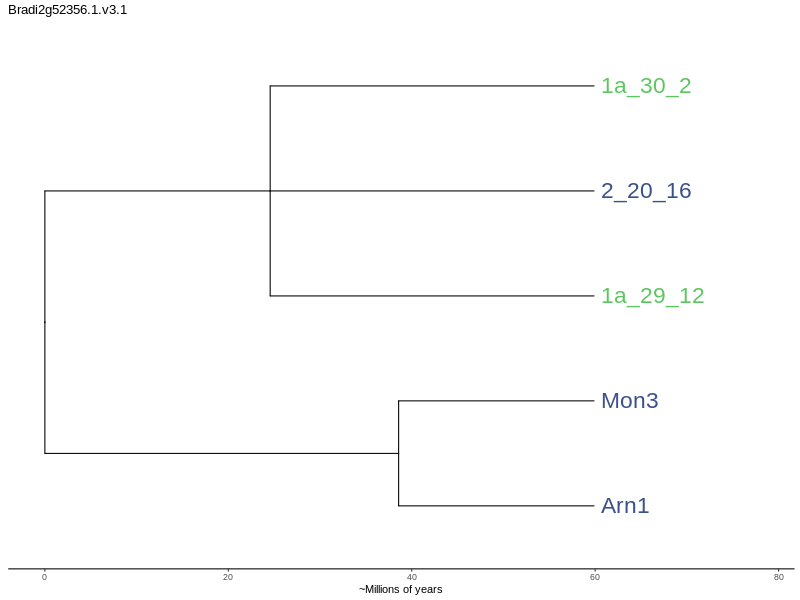 Bradi2g52356.1.v3.1
1a_30_2
2_20_16
1a_29_12
Mon3
Arn1
0 20 40 60 80
~Millions of years